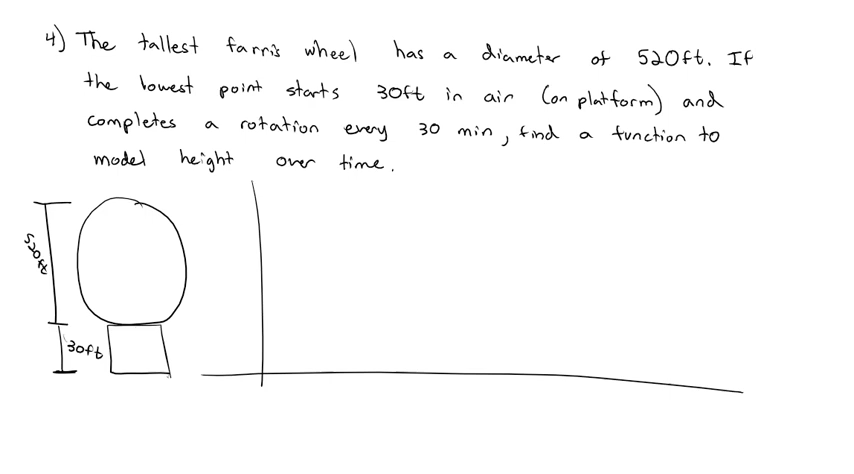 4) The tallest farris wheel has a diameter of 520ft. If
the lowest point starts 30ft in air (on platform) and
completes a rotation every 30 min, find a function to
model height over time.
520ft
30ft